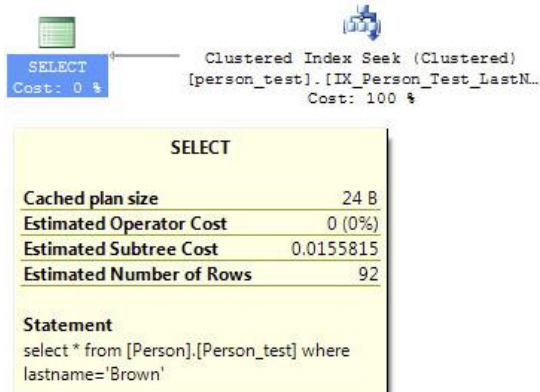 SELECT
Cost: 0 %
Clustered Index Seek (Clustered)
[person_test].[IX_Person_Test_LastN…
Cost: 100 %
SELECT
Cached plan size 24 B
Estimated Operator Cost 0 (0%)
Estimated Subtree Cost 0.0155815
Estimated Number of Rows 92
Statement
select * from [Person].[Person_test] where
lastname='Brown'